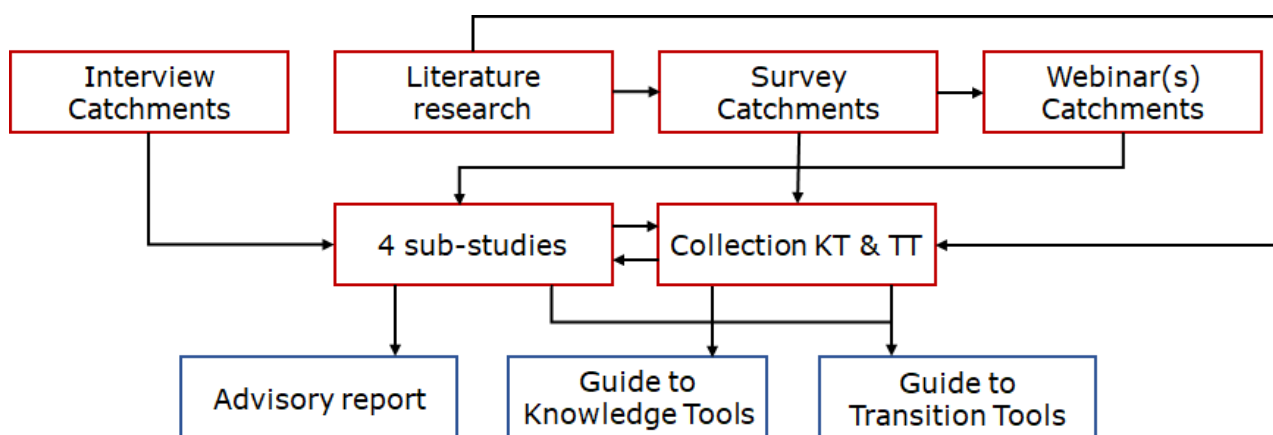 Interview
Catchments
Literature
research
Survey
Catchments
Webinar(s)
Catchments
4 sub-studies
Collection KT & TT
Advisory report
Guide to
Knowledge Tools
Guide to
Transition Tools